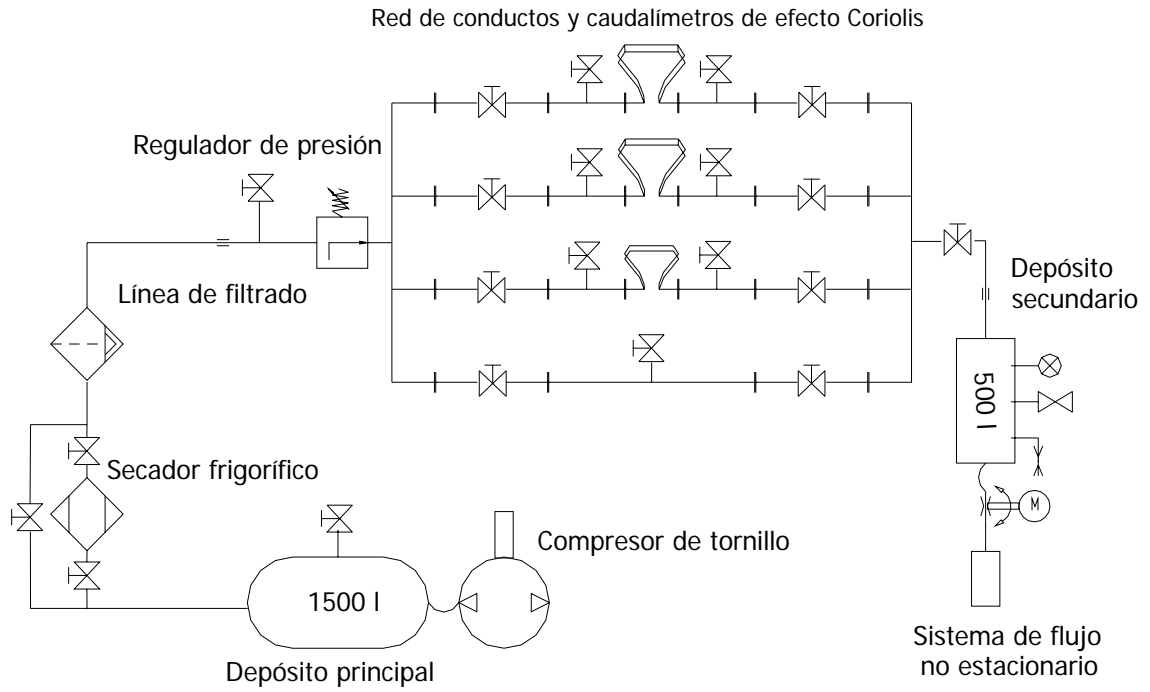 Red de conductos y caudalímetros de efecto Coriolis
Regulador de presión
Línea de filtrado
Depósito
secundario
500 l
M
Secador frigorífico
Compresor de tornillo
1500 l
Depósito principal
Sistema de flujo
no estacionario